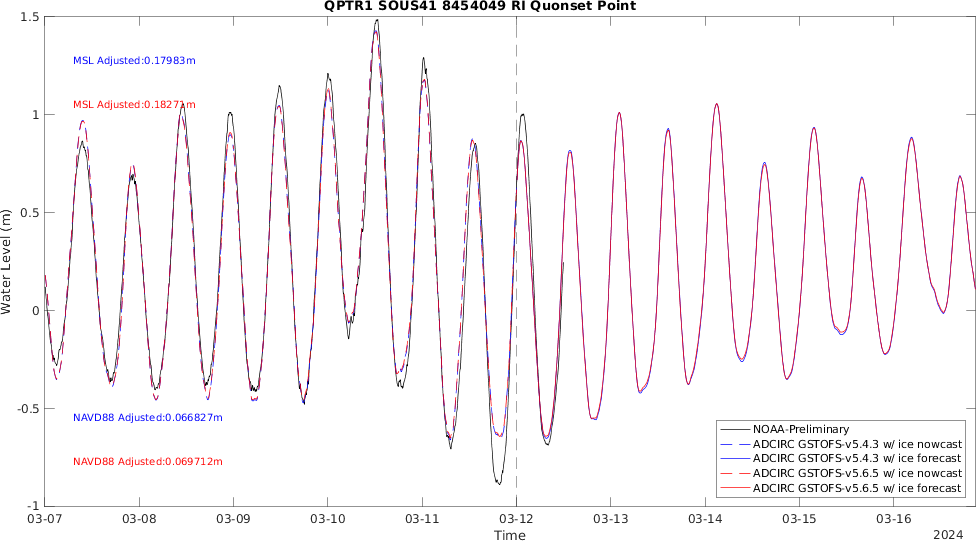 QPTR1 SOUS41 8454049 RI Quonset Point
1.5
MSL Adjusted:0.17983m
MSL Adjusted:0.18271m
1
0.5
Water Level (m)
0
-0.5
NAVD88 Adjusted:0.066827m
NAVD88 Adjusted:0.069712m
-1
NOAA-Preliminary
ADCIRC GSTOFS-v5.4.3 w/ ice nowcast
ADCIRC GSTOFS-v5.4.3 w/ ice forecast
ADCIRC GSTOFS-v5.6.5 w/ ice nowcast
ADCIRC GSTOFS-v5.6.5 w/ ice forecast
03-07 03-08 03-09 03-10 03-11 03-12 03-13 03-14 03-15 03-16
Time
2024